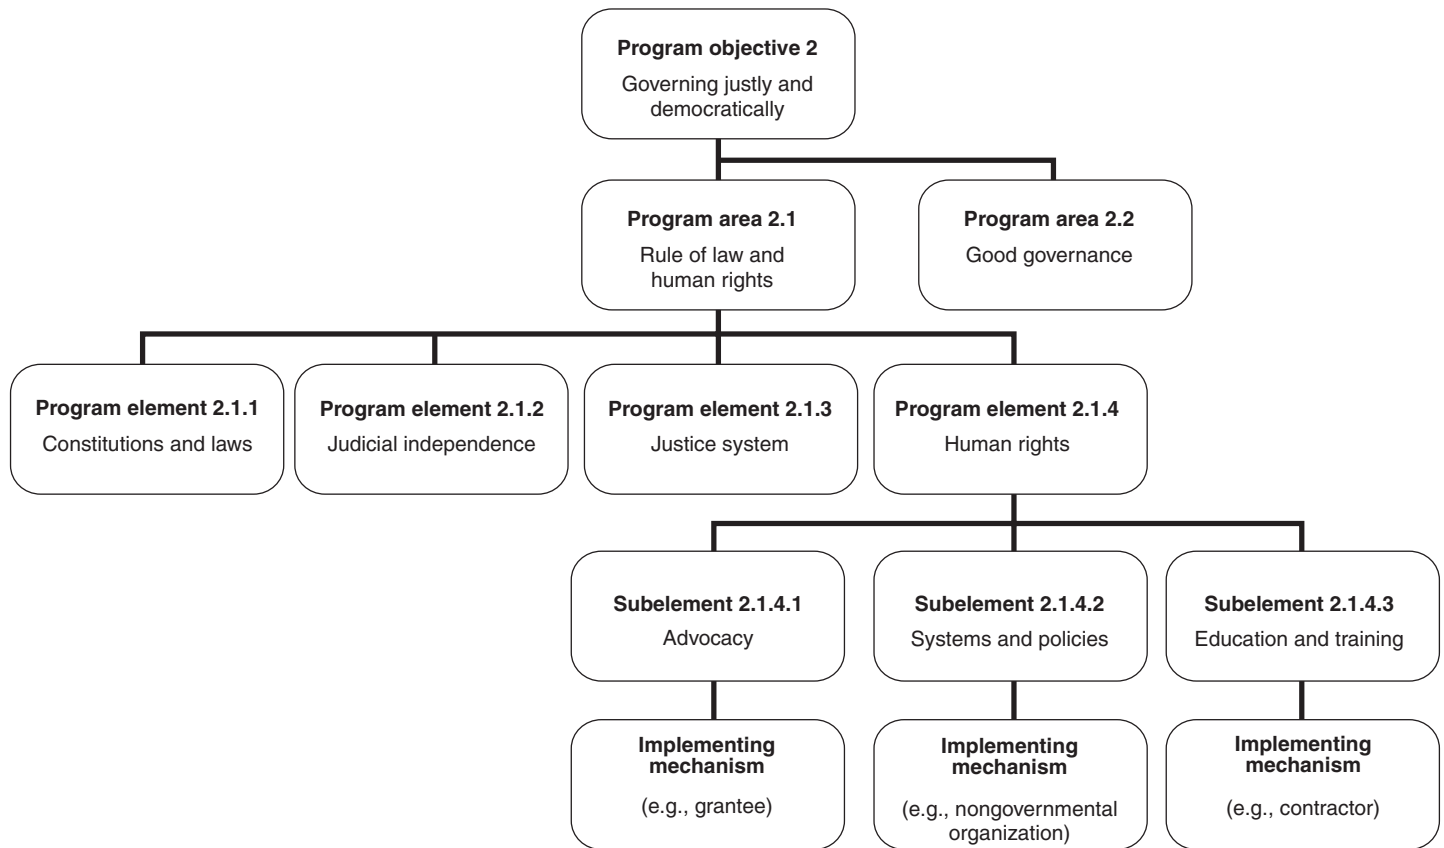 Program objective 2
Governing justly and
democratically
Program area 2.1
Rule of law and
human rights
Program area 2.2
Good governance
Program element 2.1.1
Constitutions and laws
Program element 2.1.2
Judicial independence
Program element 2.1.3
Justice system
Program element 2.1.4
Human rights
Subelement 2.1.4.1
Advocacy
Subelement 2.1.4.2
Systems and policies
Subelement 2.1.4.3
Education and training
Implementing
mechanism
(e.g., grantee)
Implementing
mechanism
(e.g., nongovernmental
organization)
Implementing
mechanism
(e.g., contractor)